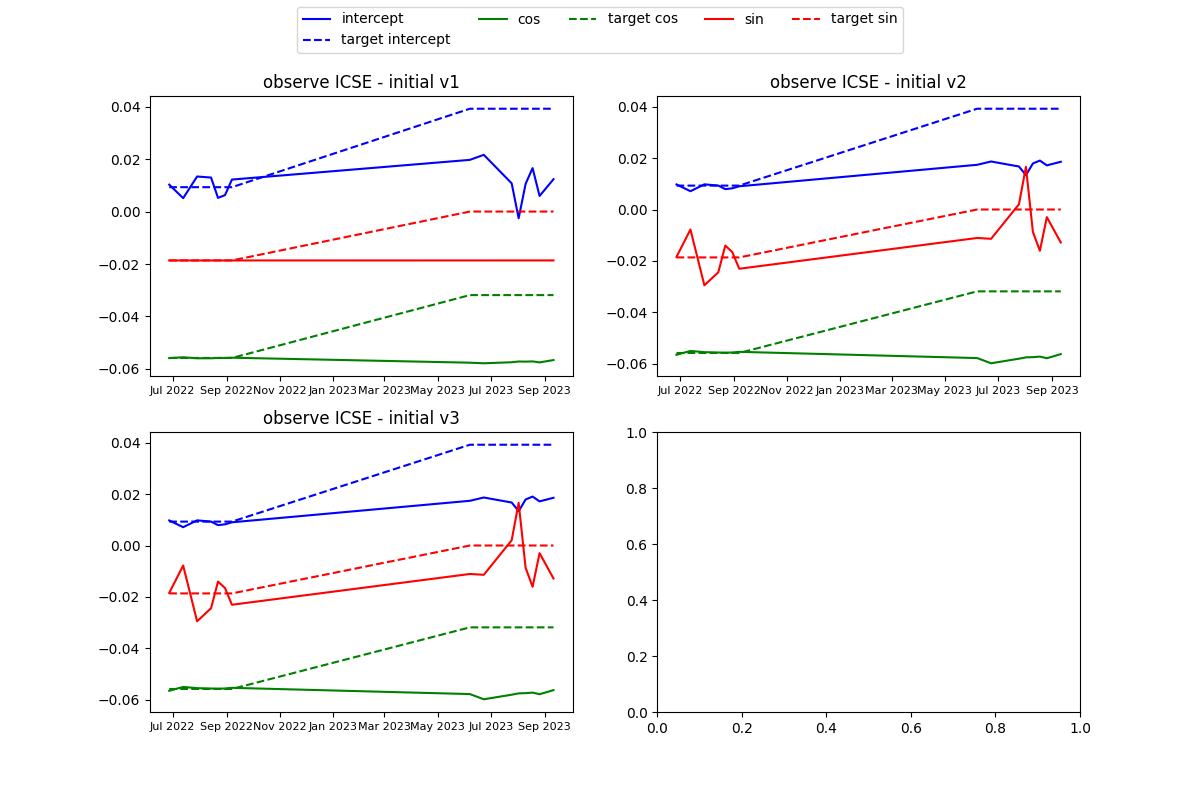 intercept cos target cos sin target sin
target intercept
observe ICSE - initial v1
0.04
0.02
0.00
−0.02
−0.04
−0.06
Jul 2022 Sep 2022 Nov 2022 Jan 2023 Mar 2023 May 2023 Jul 2023 Sep 2023
observe ICSE - initial v2
0.04
0.02
0.00
−0.02
−0.04
−0.06
Jul 2022 Sep 2022 Nov 2022 Jan 2023 Mar 2023 May 2023 Jul 2023 Sep 2023
observe ICSE - initial v3
0.04
0.02
0.00
−0.02
−0.04
−0.06
Jul 2022 Sep 2022 Nov 2022 Jan 2023 Mar 2023 May 2023 Jul 2023 Sep 2023
1.0
0.8
0.6
0.4
0.2
0.0
0.0 0.2 0.4 0.6 0.8 1.0